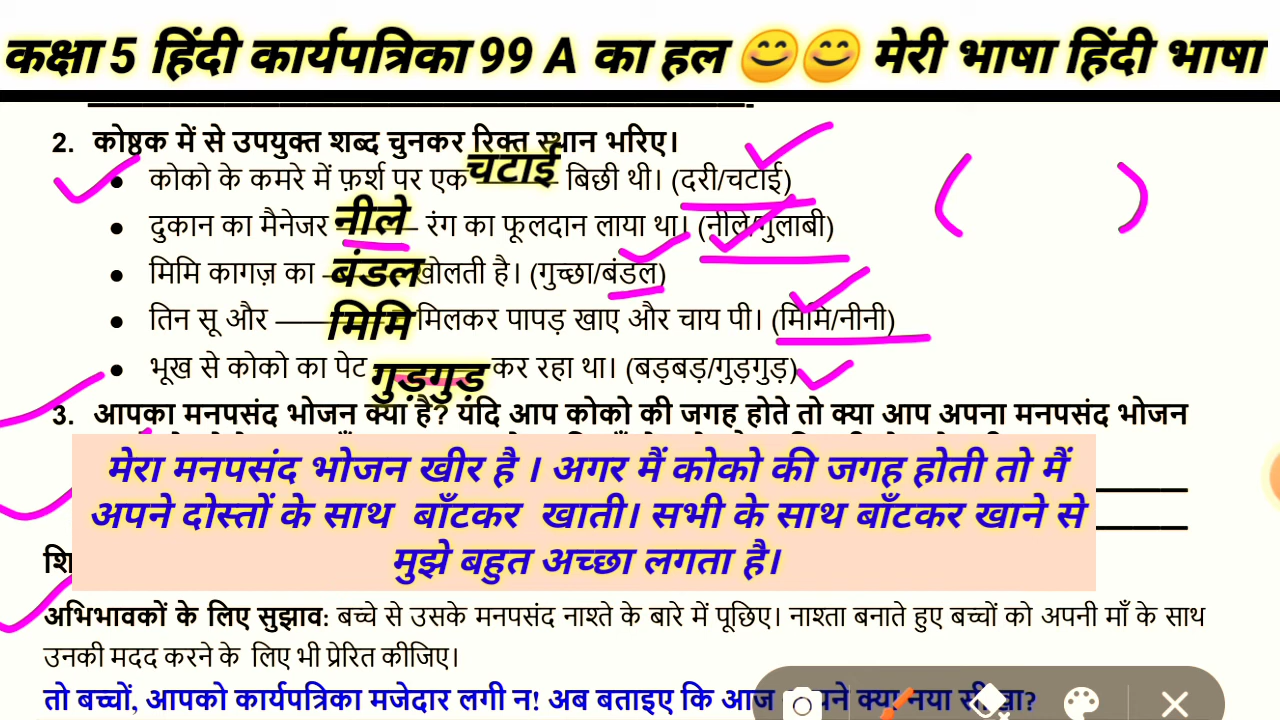 कक्षा 5 हिंदी कार्यपत्रिका 99 A का हल 😊😊 मेरी भाषा हिंदी भाषा
2. कोष्ठक में से उपयुक्त शब्द चुनकर रिक्त स्थान भरिए।
● कोको के कमरे में फ़र्श पर एक चटाई बिछी थी। (दरी/चटाई)
● दुकान का मैनेजर नीले रंग का फूलदान लाया था। (नीले/गुलाबी)
● मिमि कागज़ का बंडल खोलती है। (गुच्छा/बंडल)
● तिन सू और मिमि मिलकर पापड़ खाए और चाय पी। (मिमि/नीनी)
● भूख से कोको का पेट गुड़गुड़ कर रहा था। (बड़बड़/गुड़गुड़)
3. आपका मनपसंद भोजन क्या है? यदि आप कोको की जगह होते तो क्या आप अपना मनपसंद भोजन
मेरा मनपसंद भोजन खीर है । अगर मैं कोको की जगह होती तो मैं
अपने दोस्तों के साथ बाँटकर खाती। सभी के साथ बाँटकर खाने से
मुझे बहुत अच्छा लगता है।
अभिभावकों के लिए सुझाव: बच्चे से उसके मनपसंद नाश्ते के बारे में पूछिए। नाश्ता बनाते हुए बच्चों को अपनी माँ के साथ
उनकी मदद करने के लिए भी प्रेरित कीजिए।
तो बच्चों, आपको कार्यपत्रिका मजेदार लगी न! अब बताइए कि आज क्या नया